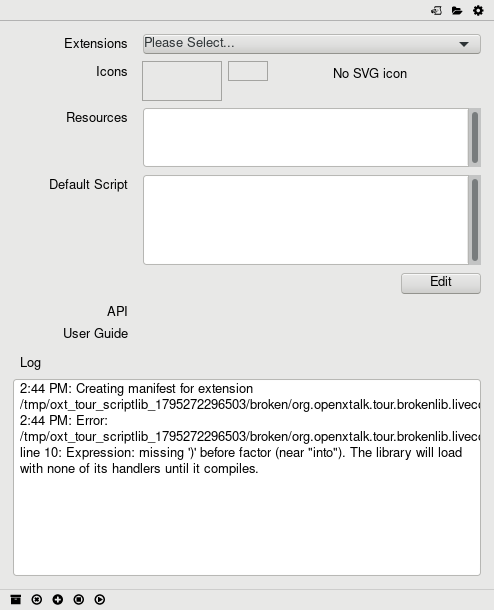 Extensions
Please Select...
Icons
No SVG icon
Resources
Default Script
Edit
API
User Guide
Log
2:44 PM: Creating manifest for extension
/tmp/oxt_tour_scriptlib_1795272296503/broken/org.openxtalk.tour.brokenlib.livec
2:44 PM: Error:
/tmp/oxt_tour_scriptlib_1795272296503/broken/org.openxtalk.tour.brokenlib.livec
line 10: Expression: missing ')' before factor (near "into"). The library will load
with none of its handlers until it compiles.